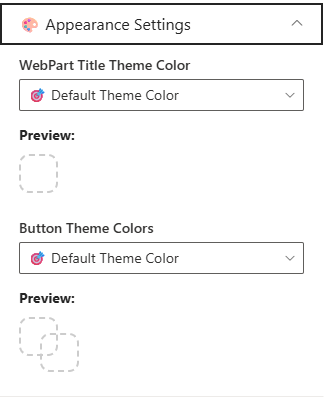 Appearance Settings
WebPart Title Theme Color
Default Theme Color
Preview:
Button Theme Colors
Default Theme Color
Preview: